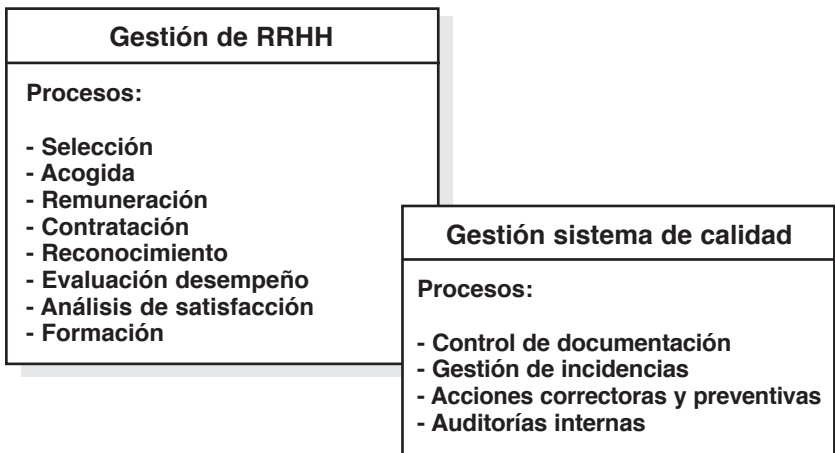 Gestión de RRHH
Procesos:
- Selección
- Acogida
- Remuneración
- Contratación
- Reconocimiento
- Evaluación desempeño
- Análisis de satisfacción
- Formación
Gestión sistema de calidad
Procesos:
- Control de documentación
- Gestión de incidencias
- Acciones correctoras y preventivas
- Auditorías internas